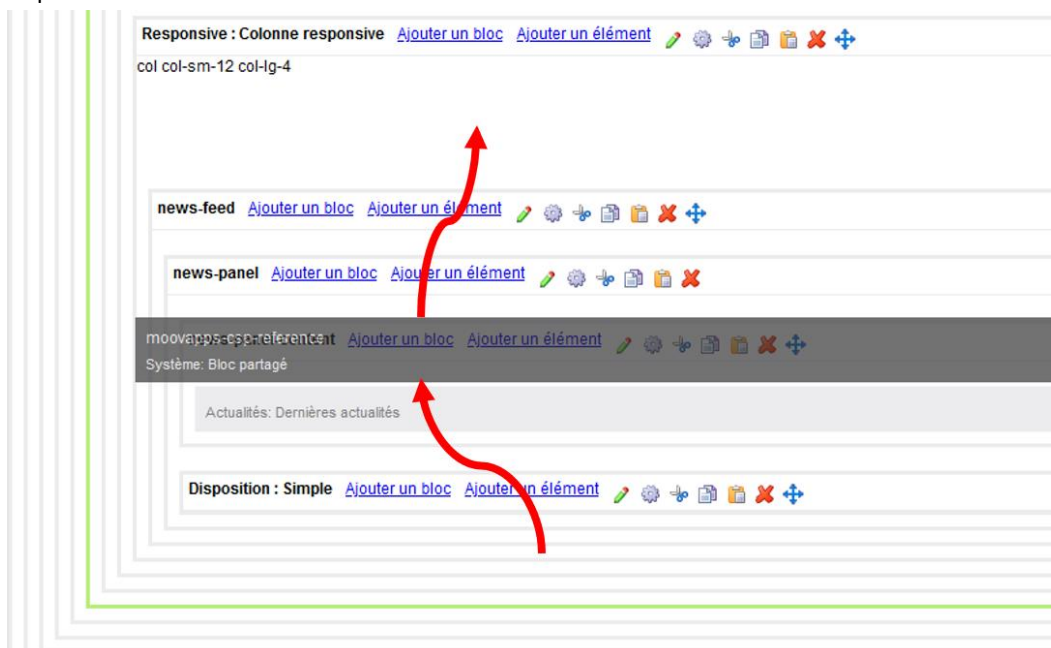 Responsive : Colonne responsive Ajouter un bloc Ajouter un élément
col col-sm-12 col-lg-4
news-feed Ajouter un bloc Ajouter un élément
news-panel Ajouter un bloc Ajouter un élément
moovapps-csp-reference Ajouter un bloc Ajouter un élément
Système: Bloc partagé
Actualités: Dernières actualités
Disposition : Simple Ajouter un bloc Ajouter un élément